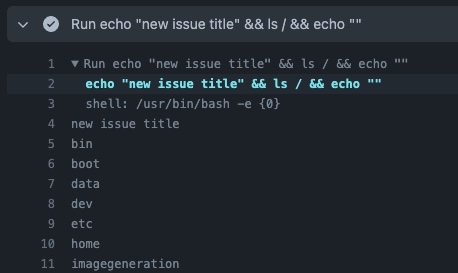 Run echo "new issue title" && ls / && echo ""
1 ▼ Run echo "new issue title" && ls / && echo ""
2 echo "new issue title" && ls / && echo ""
3 shell: /usr/bin/bash -e {0}
4 new issue title
5 bin
6 boot
7 data
8 dev
9 etc
10 home
11 imagegeneration